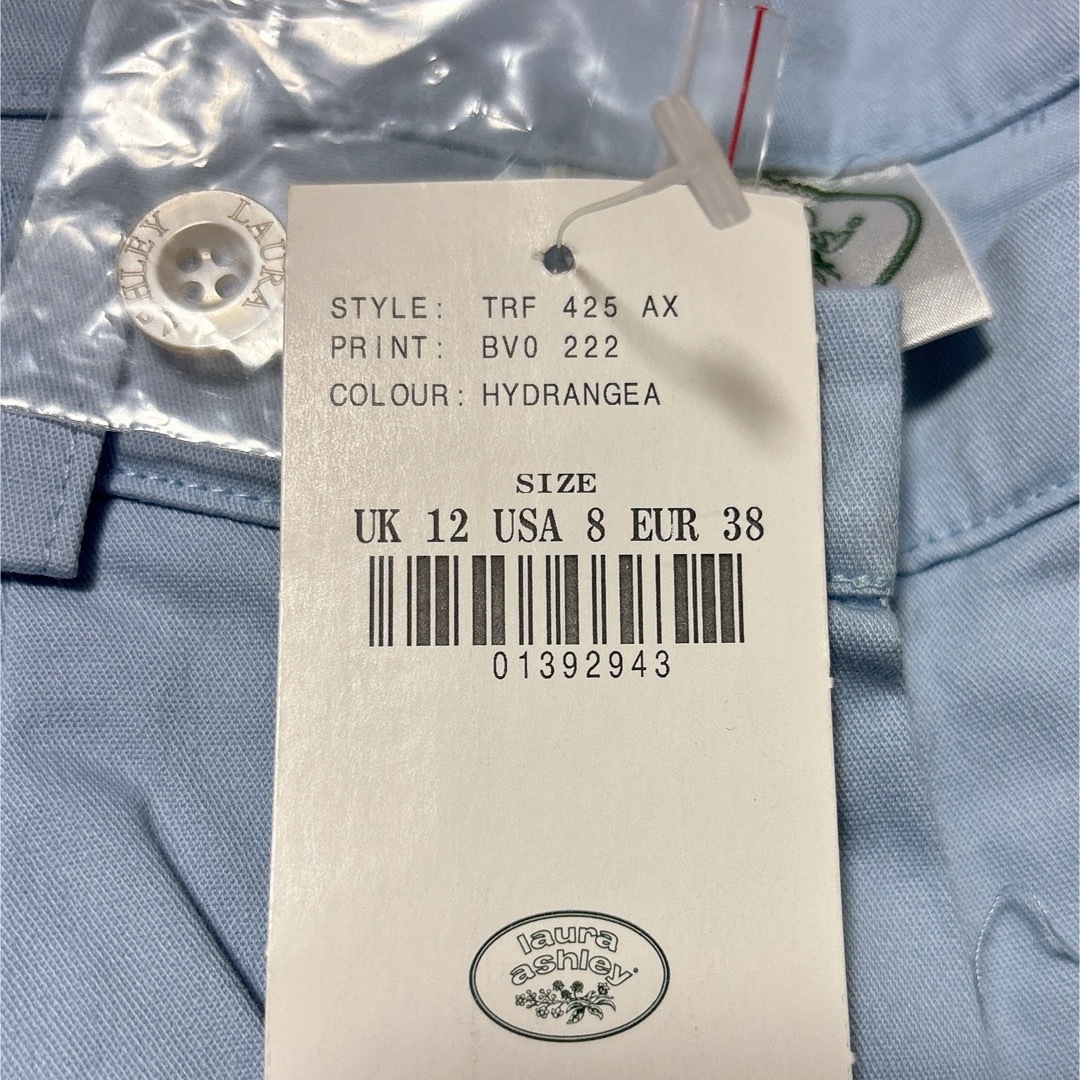 LAURA ASHLEY
STYLE: TRF 425 AX
PRINT: BV0 222
COLOUR: HYDRANGEA
SIZE
UK 12 USA 8 EUR 38
01392943
laura
ashley